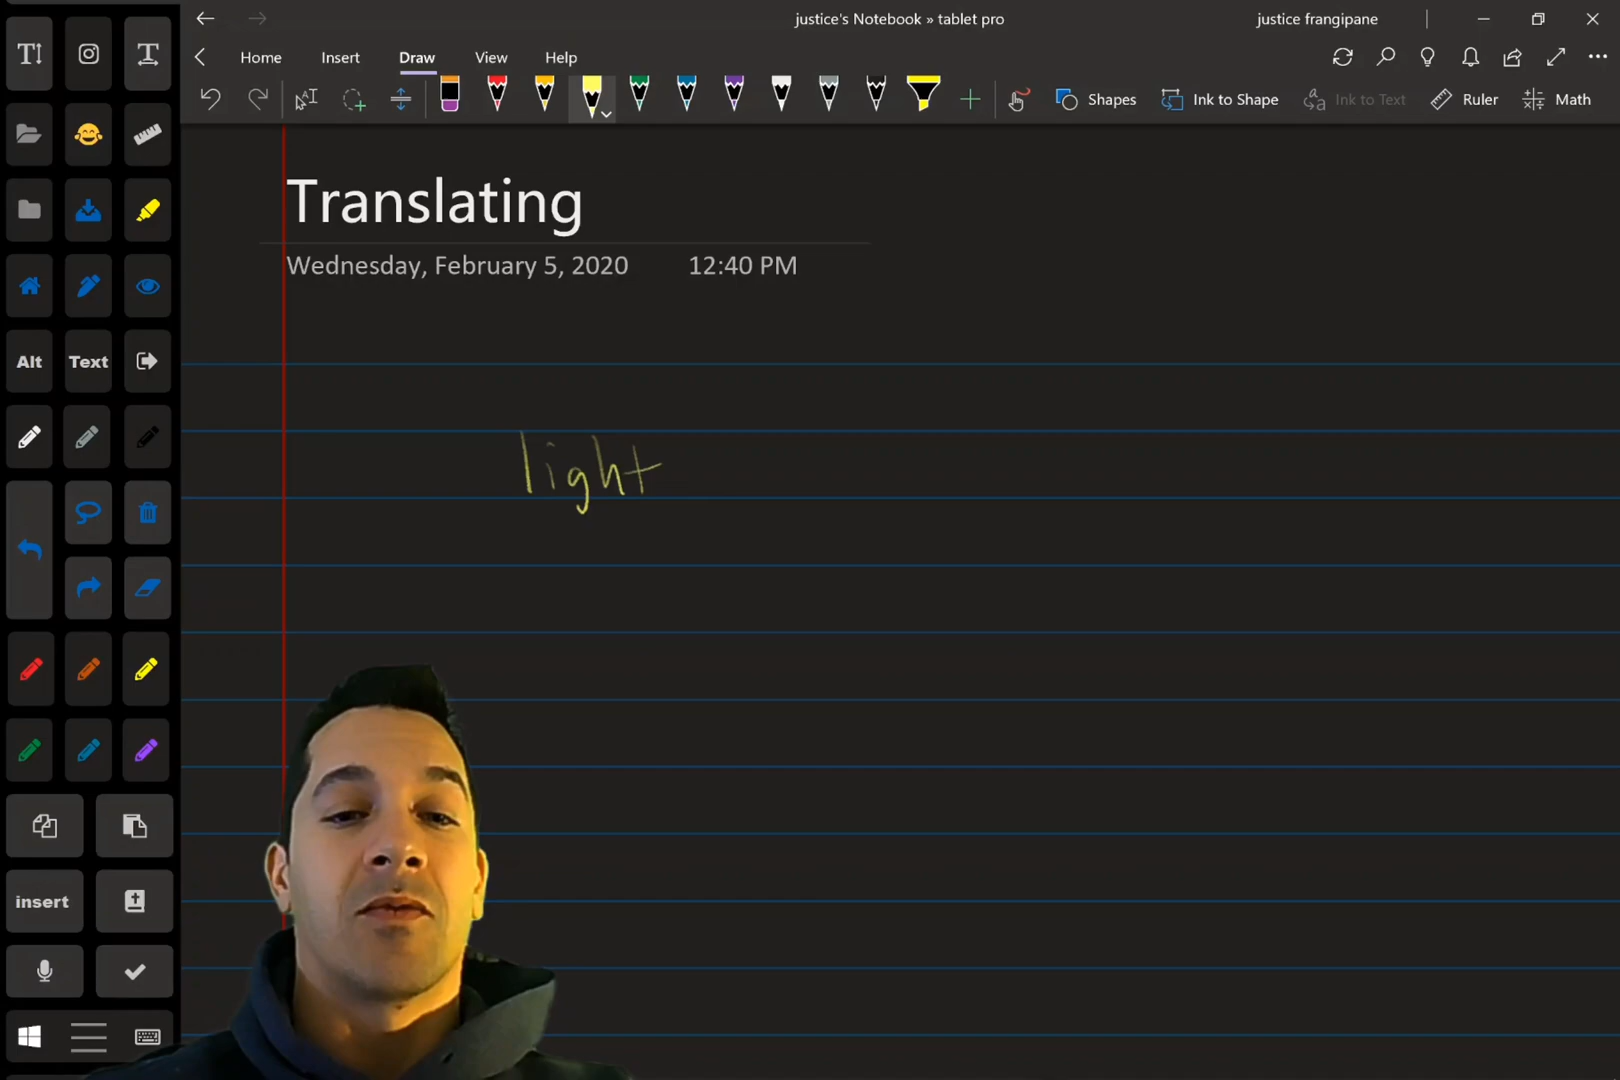 justice's Notebook » tablet pro
justice frangipane
Home Insert Draw View Help
Shapes Ink to Shape Ink to Text Ruler Math
Translating
Wednesday, February 5, 2020 12:40 PM
Alt Text
light
insert